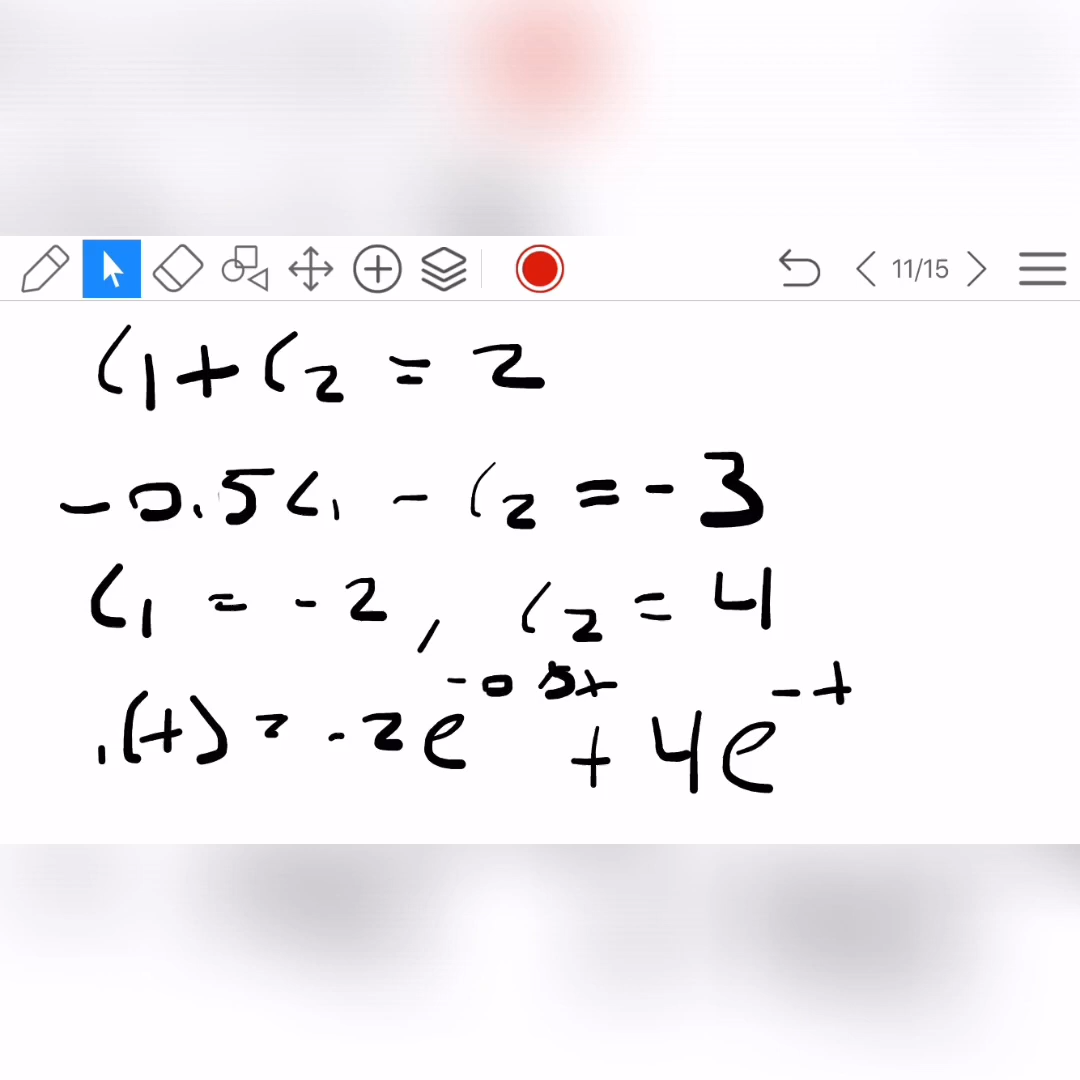 11/15
C1+C2 = 2
-0.5C1 - C2 = -3
C1 = -2, C2 = 4
(t) = -2e^-0.5t + 4e^-t